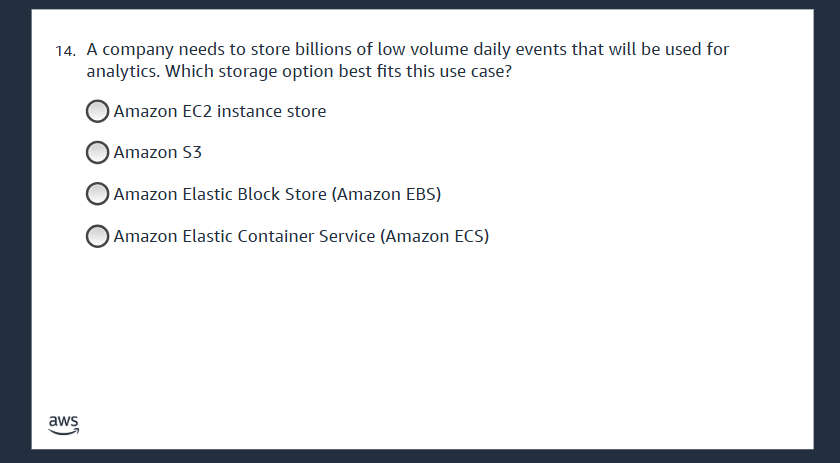 14. A company needs to store billions of low volume daily events that will be used for
analytics. Which storage option best fits this use case?
Amazon EC2 instance store
Amazon S3
Amazon Elastic Block Store (Amazon EBS)
Amazon Elastic Container Service (Amazon ECS)
aws